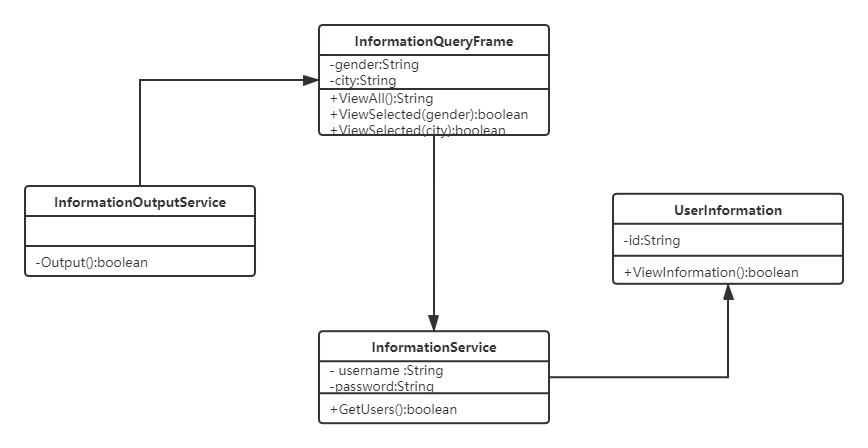 InformationQueryFrame
-gender:String
-city:String
+ViewAll():String
+ViewSelected(gender):boolean
+ViewSelected(city):boolean
InformationOutputService
-Output():boolean
UserInformation
-id:String
+ViewInformation():boolean
InformationService
- username :String
-password:String
+GetUsers():boolean